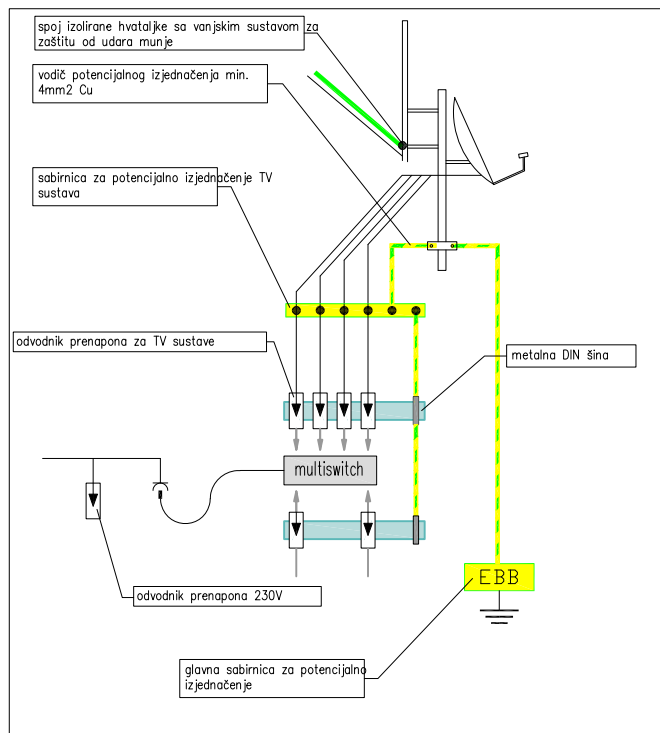 spoj izolirane hvataljke sa vanjskim sustavom za
zaštitu od udara munje
vodič potencijalnog izjednačenja min.
4mm2 Cu
sabirnica za potencijalno izjednačenje TV
sustava
odvodnik prenapona za TV sustave
metalna DIN šina
multiswitch
odvodnik prenapona 230V
EBB
glavna sabirnica za potencijalno
izjednačenje